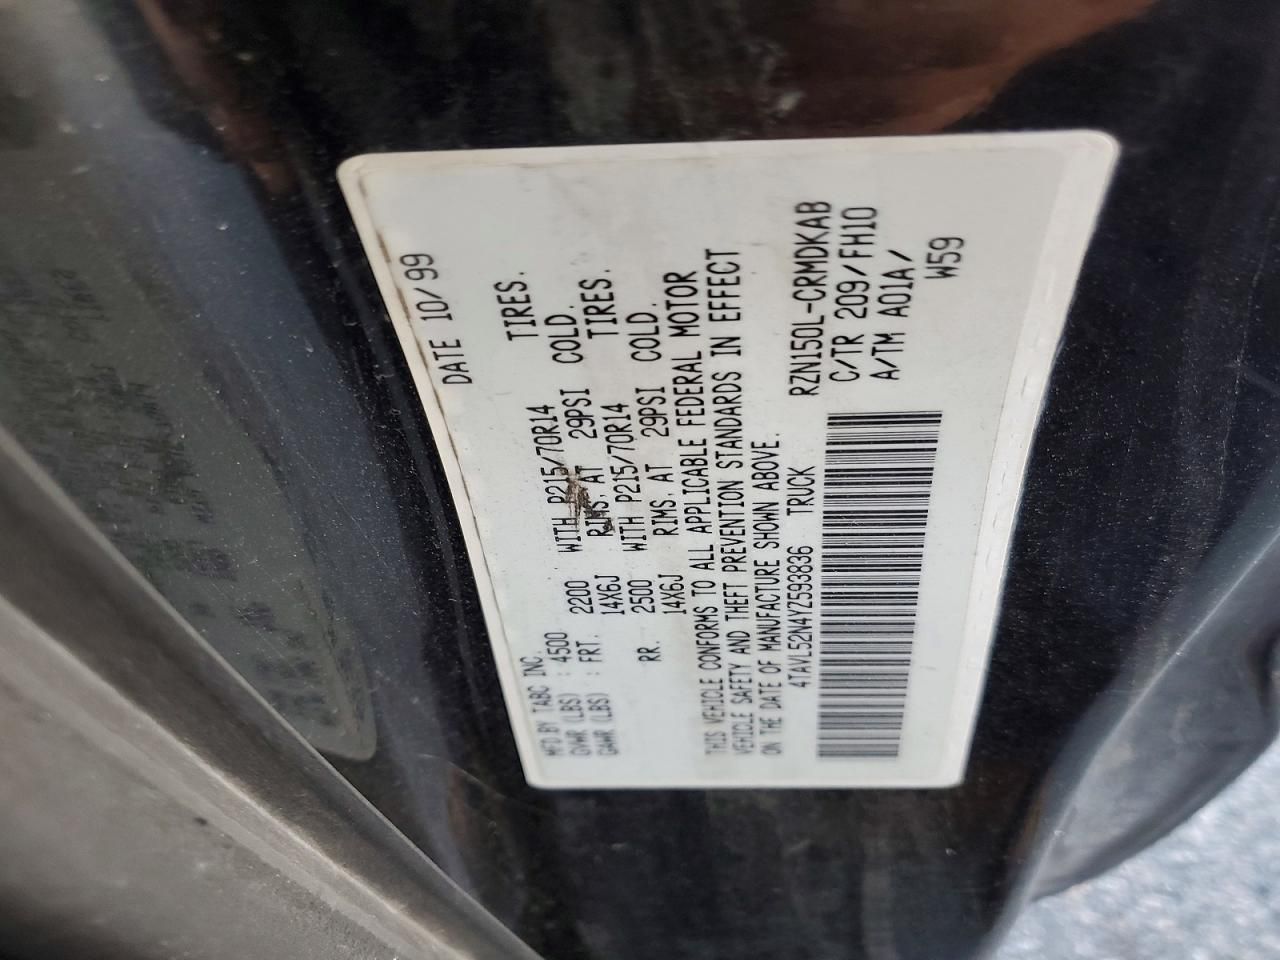 MFD BY TABC INC. DATE 10/99
GVWR (LBS) : 4500
GAWR (LBS) : FRT. 2200 WITH P215/70R14 TIRES.
14X6J RIMS, AT 29PSI COLD.
RR. 2500 WITH P215/70R14 TIRES.
14X6J RIMS, AT 29PSI COLD.
THIS VEHICLE CONFORMS TO ALL APPLICABLE FEDERAL MOTOR
VEHICLE SAFETY AND THEFT PREVENTION STANDARDS IN EFFECT
ON THE DATE OF MANUFACTURE SHOWN ABOVE.
4TAVL52N4YZ593836 TRUCK
RZN150L-CRMDKAB
C/TR 209/FH10
A/TM A01A/
W59